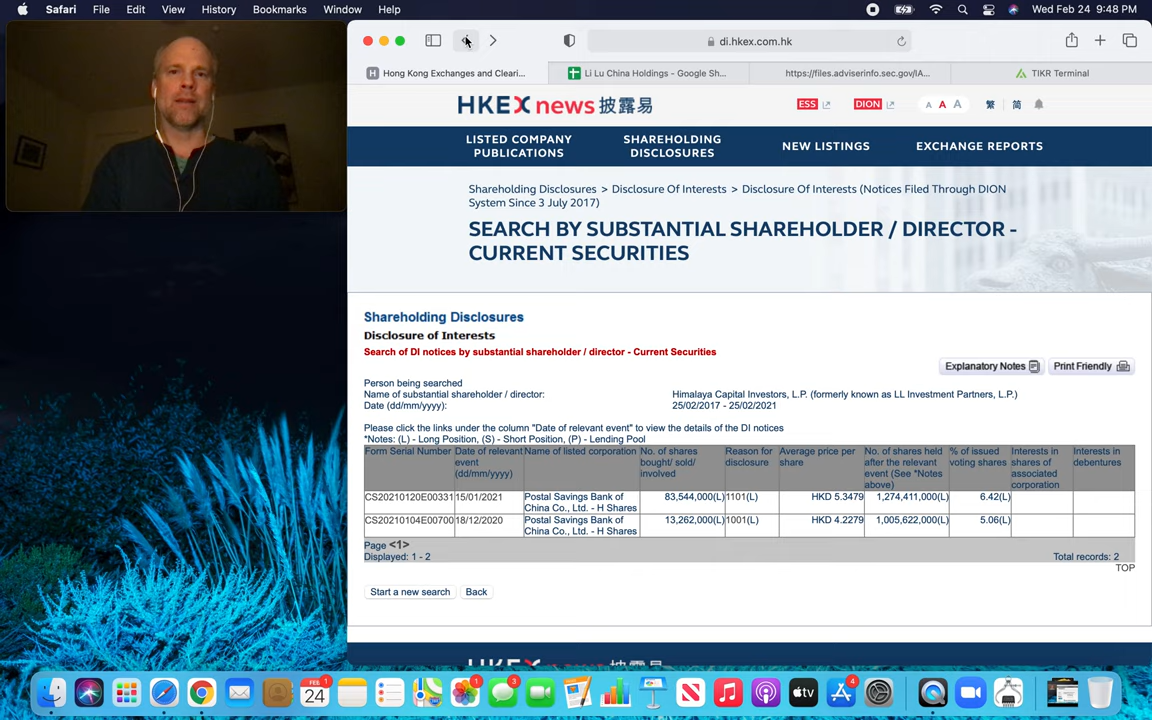 Safari File Edit View History Bookmarks Window Help Wed Feb 24 9:48 PM
di.hkex.com.hk
Hong Kong Exchanges and Cleari...
Li Lu China Holdings - Google Sh...
https://files.adviserinfo.sec.gov/IA...
TIKR Terminal
HKEX news 披露易
ESS DION A A A 繁 简
LISTED COMPANY PUBLICATIONS
SHAREHOLDING DISCLOSURES
NEW LISTINGS
EXCHANGE REPORTS
Shareholding Disclosures > Disclosure Of Interests > Disclosure Of Interests (Notices Filed Through DION
System Since 3 July 2017)
SEARCH BY SUBSTANTIAL SHAREHOLDER / DIRECTOR -
CURRENT SECURITIES
Shareholding Disclosures
Disclosure of Interests
Search of DI notices by substantial shareholder / director - Current Securities
Explanatory Notes Print Friendly
Person being searched
Name of substantial shareholder / director: Himalaya Capital Investors, L.P. (formerly known as LL Investment Partners, L.P.)
Date (dd/mm/yyyy): 25/02/2017 - 25/02/2021
Please click the links under the column "Date of relevant event" to view the details of the DI notices
*Notes: (L) - Long Position, (S) - Short Position, (P) - Lending Pool
Form Serial Number
Date of relevant event (dd/mm/yyyy)
Name of listed corporation
No. of shares bought/ sold/ involved
Reason for disclosure
Average price per share
No. of shares held after the relevant event (See *Notes above)
% of issued voting shares
Interests in shares of associated corporation
Interests in debentures
CS20210120E00331 15/01/2021 Postal Savings Bank of China Co., Ltd. - H Shares 83,544,000(L) 1101(L) HKD 5.3479 1,274,411,000(L) 6.42(L)
CS20210104E00700 18/12/2020 Postal Savings Bank of China Co., Ltd. - H Shares 13,262,000(L) 1001(L) HKD 4.2279 1,005,622,000(L) 5.06(L)
Page <1>
Displayed: 1 - 2 Total records: 2
TOP
Start a new search Back
FEB 24 1
1
3
4
tv